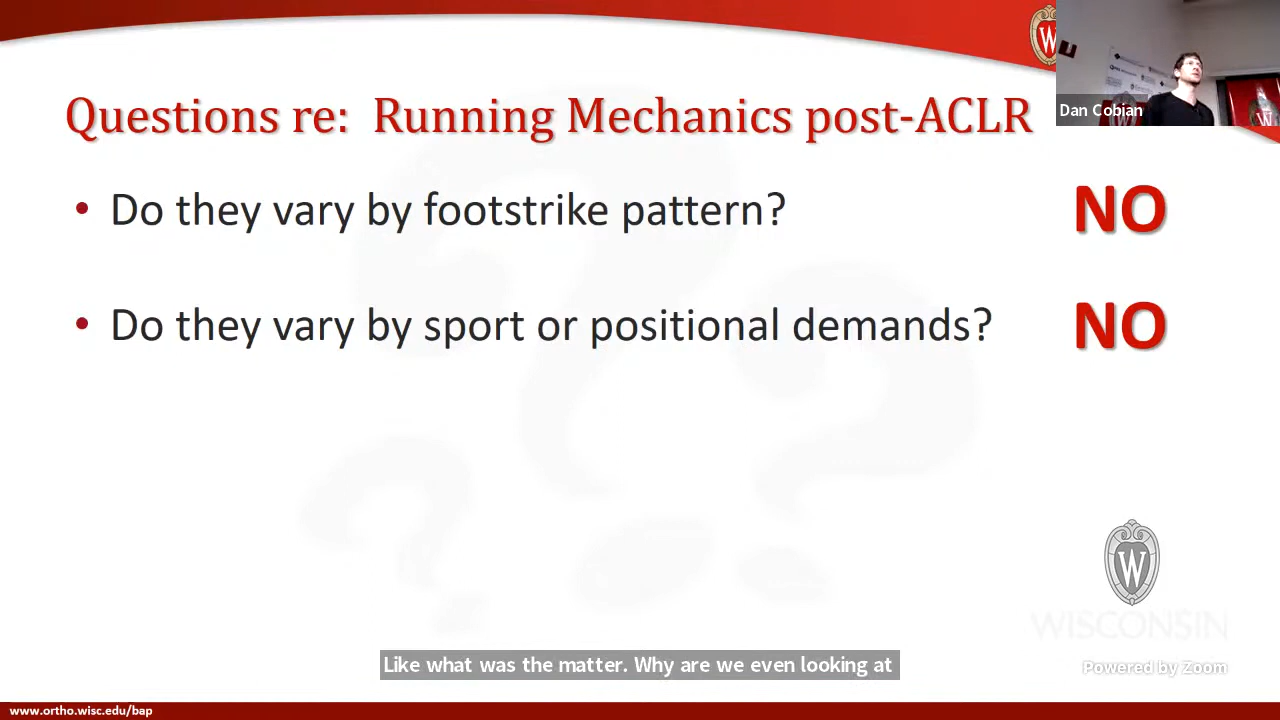 Questions re: Running Mechanics post-ACLR
Dan Cobian
• Do they vary by footstrike pattern? NO
• Do they vary by sport or positional demands? NO
W
WISCONSIN
Like what was the matter. Why are we even looking at
Powered by Zoom
www.ortho.wisc.edu/bap